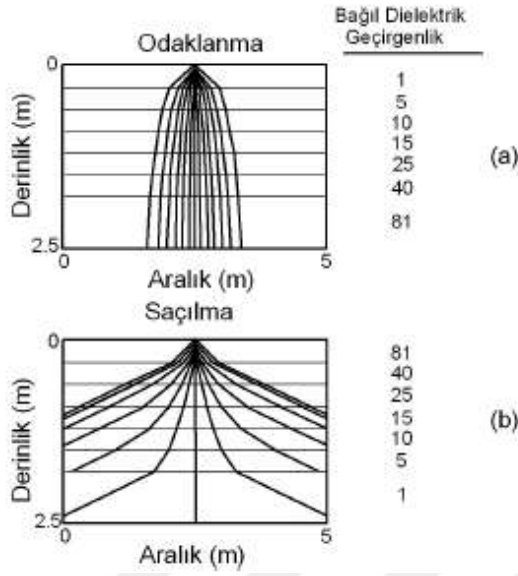 Bağıl Dielektrik
Geçirgenlik
Odaklanma
0
Derinlik (m)
2.5
0
5
Aralık (m)
1
5
10
15
25
40
81
(a)
Saçılma
0
Derinlik (m)
2.5
0
5
Aralık (m)
81
40
25
15
10
5
1
(b)